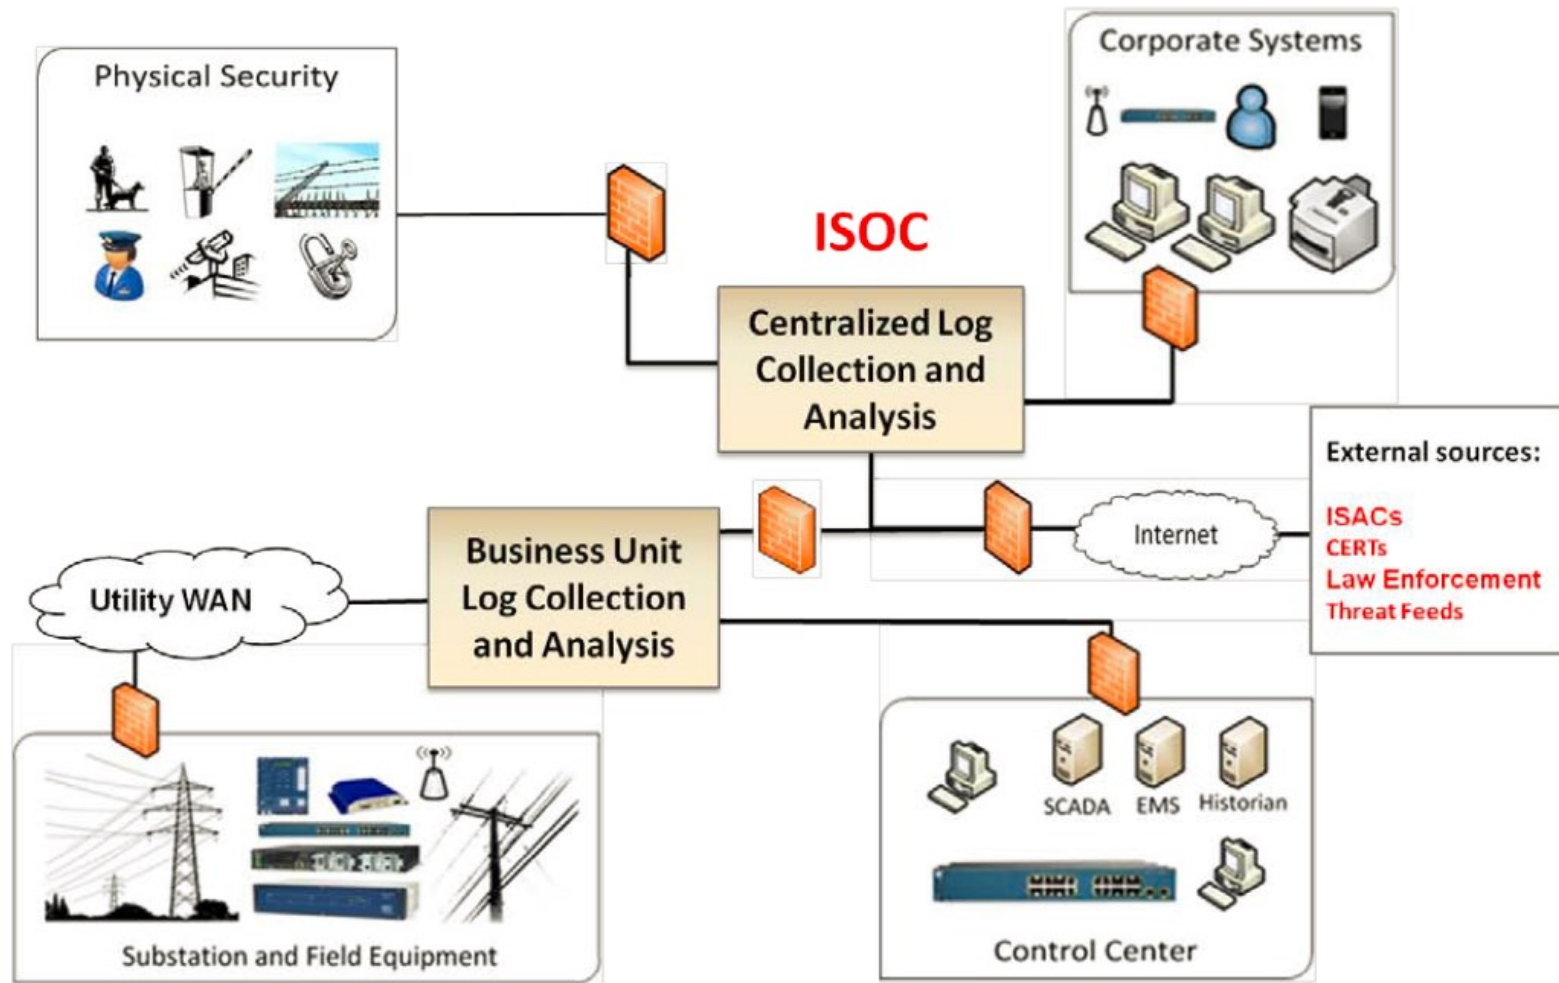 Physical Security
Corporate Systems
ISOC
Centralized Log
Collection and
Analysis
External sources:
ISACs
CERTs
Law Enforcement
Threat Feeds
Internet
Business Unit
Log Collection
and Analysis
Utility WAN
SCADA
EMS
Historian
Substation and Field Equipment
Control Center